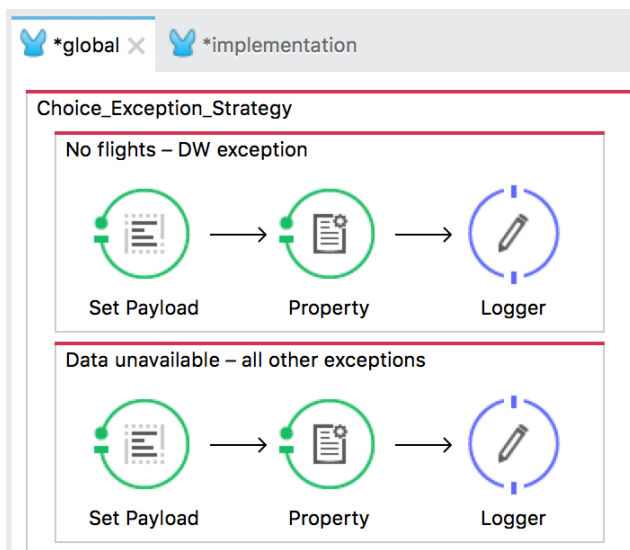 *global *implementation
Choice_Exception_Strategy
No flights – DW exception
Set Payload Property Logger
Data unavailable – all other exceptions
Set Payload Property Logger